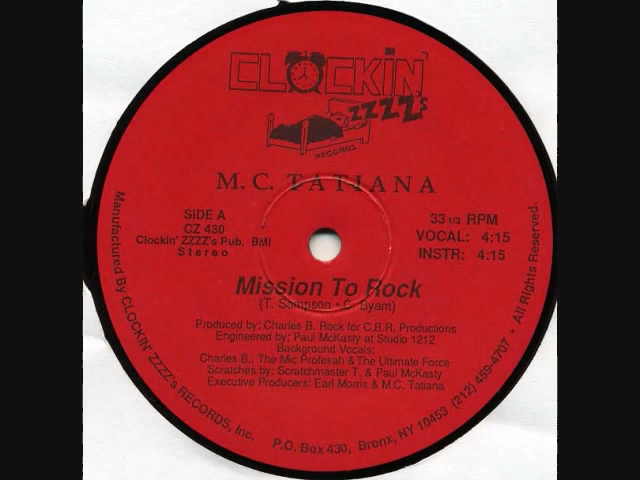 CLOCKIN'
ZZZZ's
RECORDS
M.C. TATIANA
SIDE A
CZ 430
Clockin' ZZZZ's Pub, BMI
Stereo
33 1/3 RPM
VOCAL: 4:15
INSTR: 4:15
Mission To Rock
(T. Sampson • C. Byam)
Produced by: Charles B. Rock for C.B.R. Productions
Engineered by: Paul McKasty at Studio 1212
Background Vocals:
Charles B., The Mic Profesah & The Ultimate Force
Scratches by: Scratchmaster T. & Paul McKasty
Executive Producers: Earl Morris & M.C. Tatiana
Manufactured By CLOCKIN' ZZZZ's RECORDS, Inc. P.O. Box 430, Bronx, NY 10453 (212) 459-4707 • All Rights Reserved.